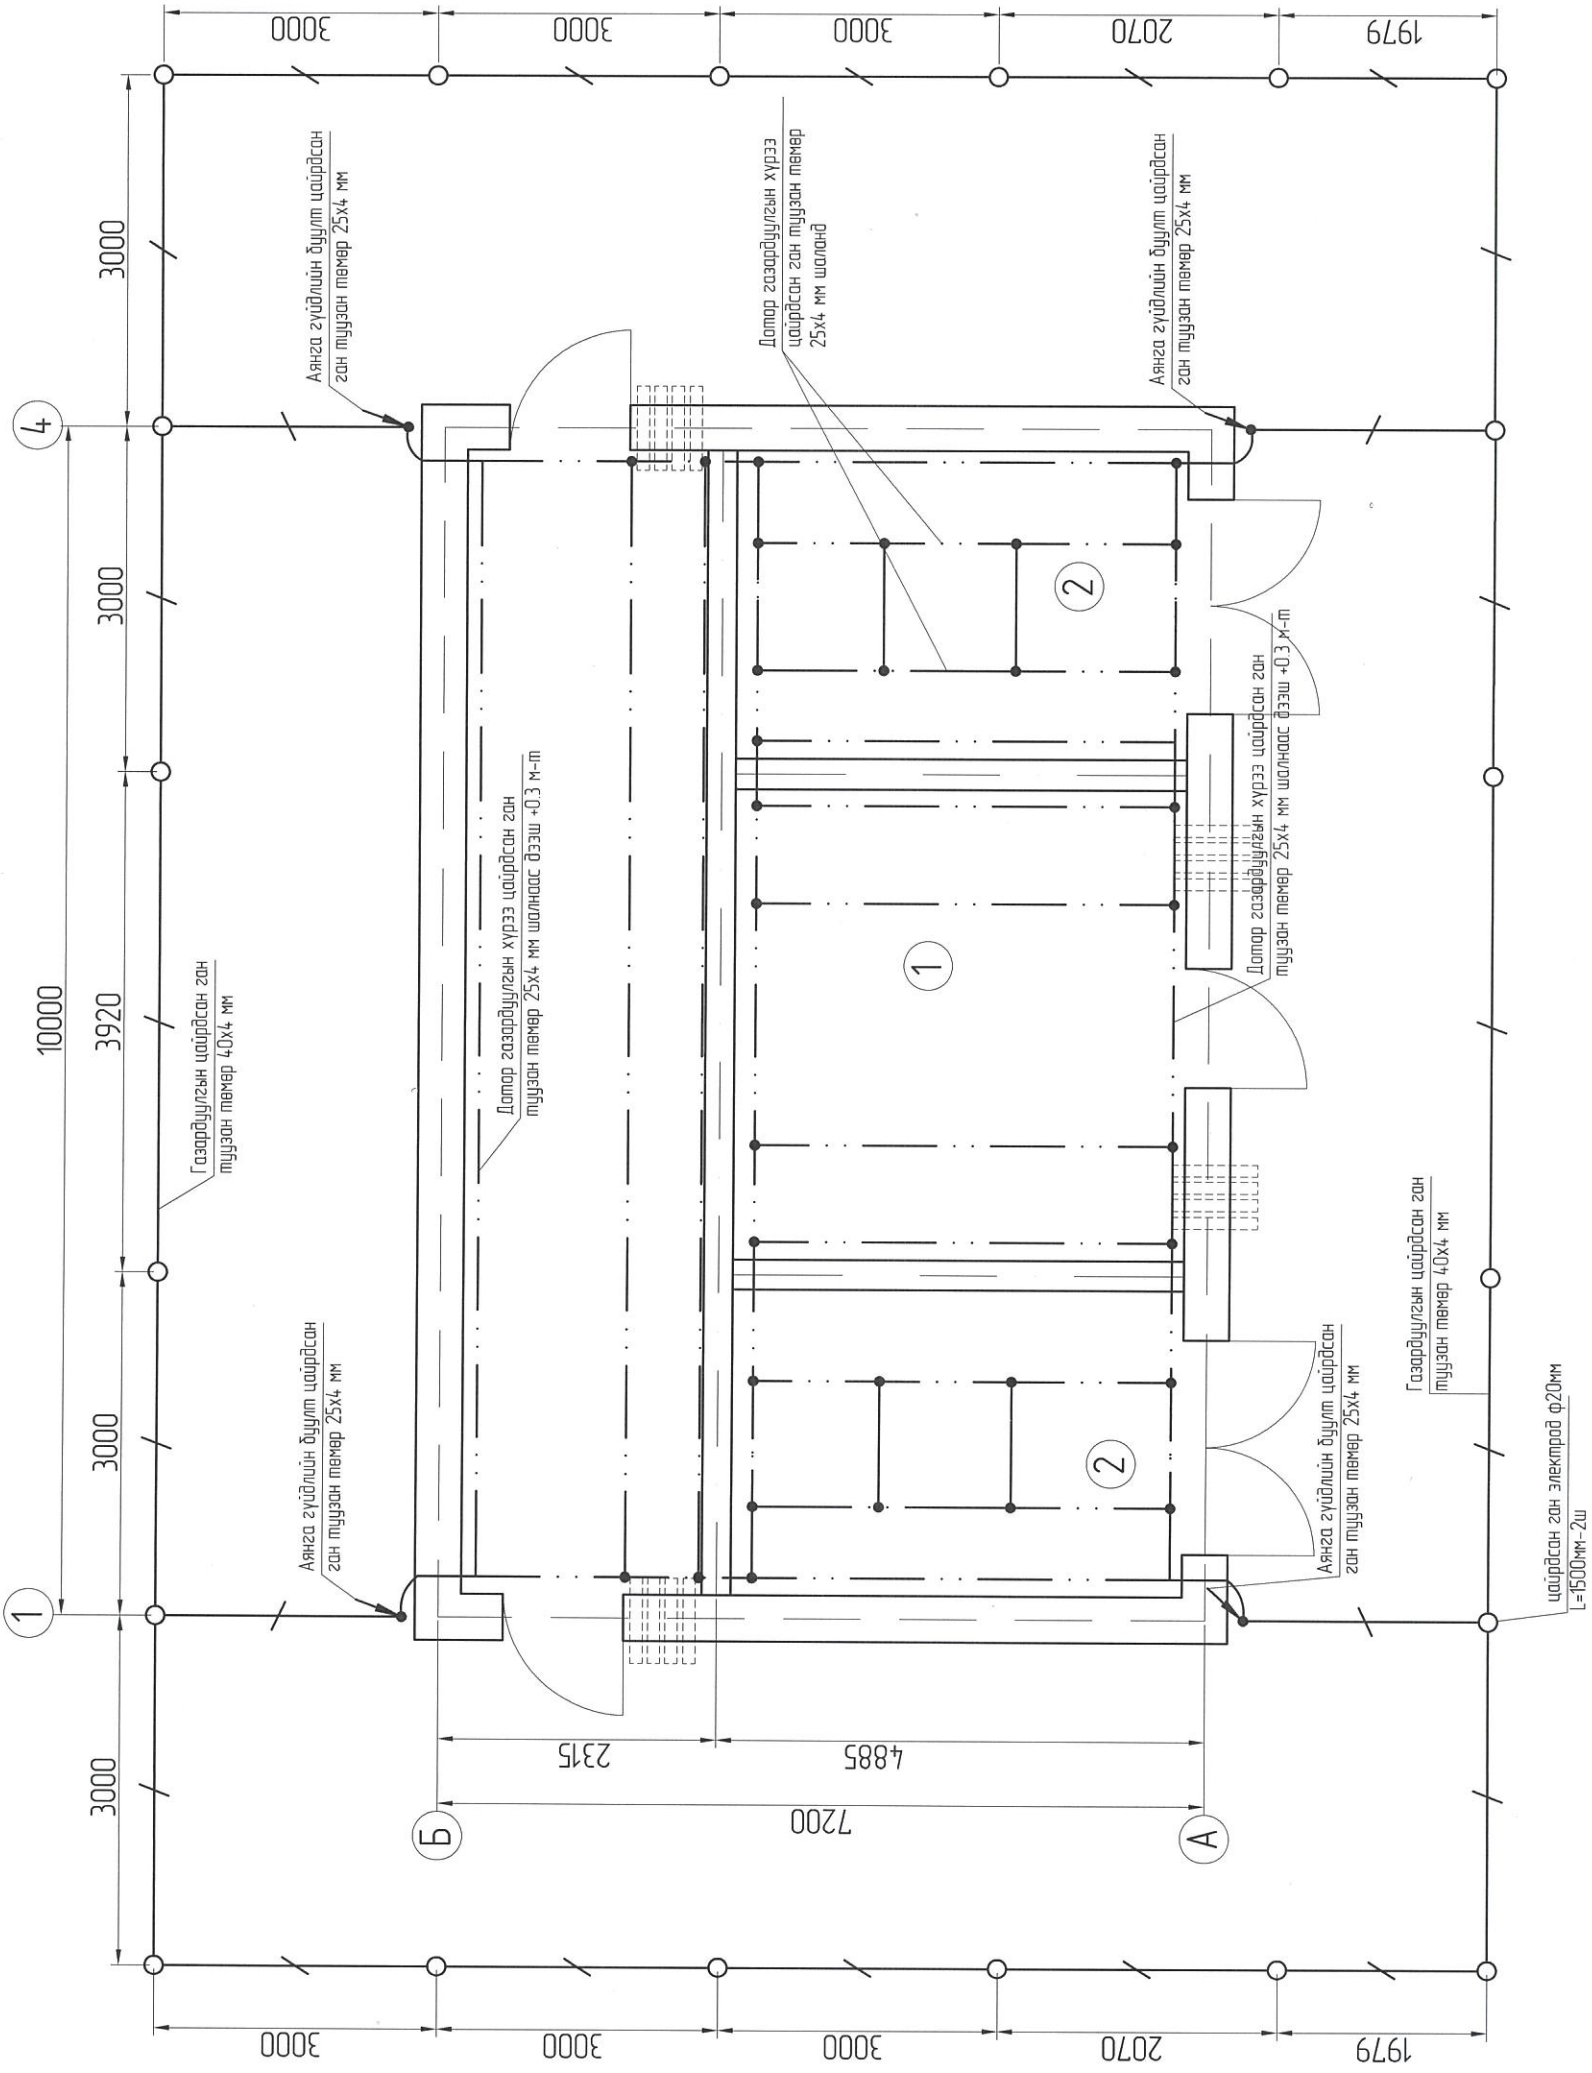 1
4
10000
3000
3000
3920
3000
3000
Газардуулгын цайрдсан ган
туузан төмөр 40х4 мм
Аянга гүйдлийн буулт цайрдсан
ган туузан төмөр 25х4 мм
Аянга гүйдлийн буулт цайрдсан
ган туузан төмөр 25х4 мм
3000
3000
3000
2070
1979
Б
А
7200
2315
4885
Дотор газардуулгын хүрээ цайрдсан ган
туузан төмөр 25х4 мм шалнаас дээш +0.3 м-т
Дотор газардуулгын хүрээ
цайрдсан ган туузан төмөр
25х4 мм шаланд
1
2
2
3000
3000
3000
2070
1979
Дотор газардуулгын хүрээ цайрдсан ган
туузан төмөр 25х4 мм шалнаас дээш +0.3 м-т
Аянга гүйдлийн буулт цайрдсан
ган туузан төмөр 25х4 мм
Аянга гүйдлийн буулт цайрдсан
ган туузан төмөр 25х4 мм
Газардуулгын цайрдсан ган
туузан төмөр 40х4 мм
цайрдсан ган электрод ф20мм
L=1500мм-2ш